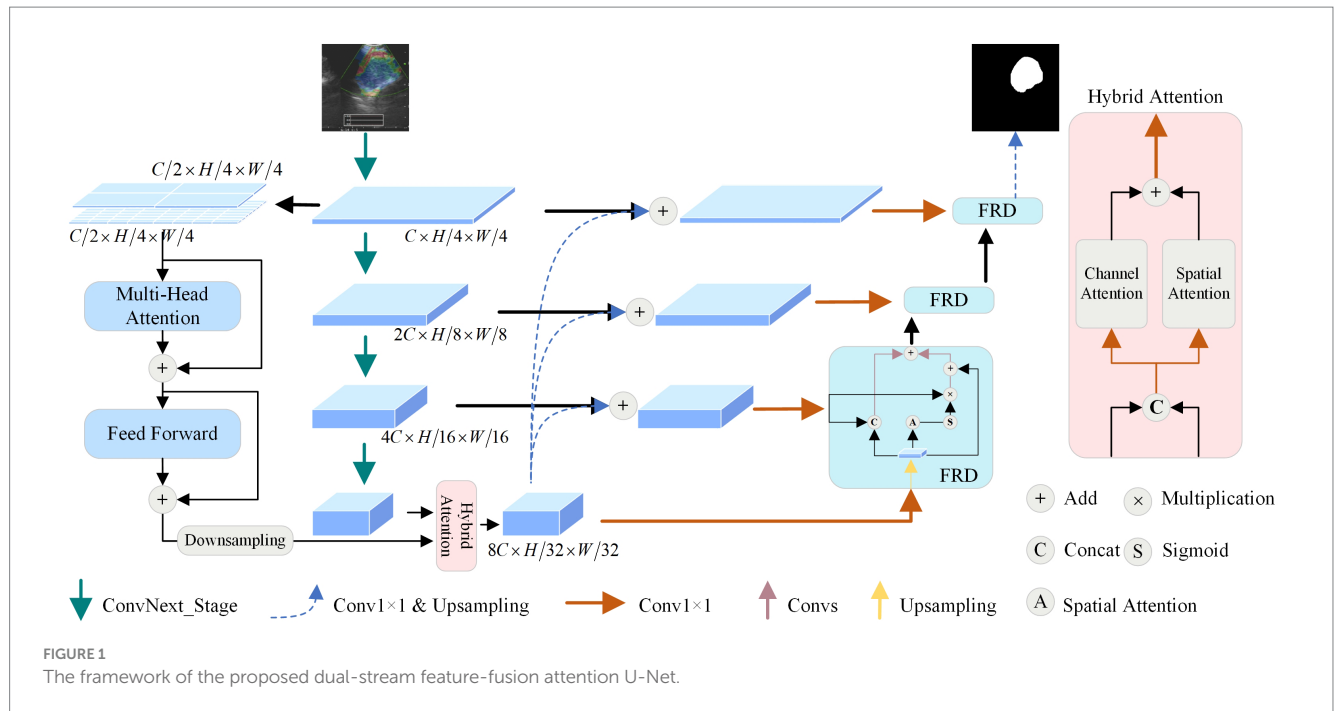 C/2×H/4×W/4
C/2×H/4×W/4
Multi-Head
Attention
+
Feed Forward
+
Downsampling
C×H/4×W/4
2C×H/8×W/8
4C×H/16×W/16
Hybrid
Attention
8C×H/32×W/32
+
+
+
FRD
FRD
+
+
×
C
A
S
FRD
Hybrid Attention
+
Channel
Attention
Spatial
Attention
C
+ Add
× Multiplication
C Concat
S Sigmoid
A Spatial Attention
ConvNext_Stage
Conv1×1 & Upsampling
Conv1×1
Convs
Upsampling
FIGURE 1
The framework of the proposed dual-stream feature-fusion attention U-Net.